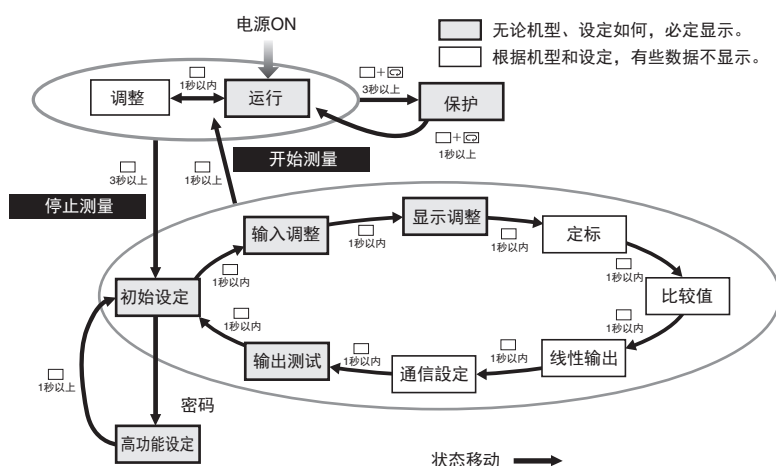 电源ON
无论机型、设定如何，必定显示。
根据机型和设定，有些数据不显示。
调整
1秒以内
运行
+
3秒以上
保护
+
1秒以上
开始测量
3秒以上
1秒以上
停止测量
输入调整
1秒以内
显示调整
1秒以内
定标
1秒以内
比较值
1秒以内
初始设定
1秒以内
1秒以内
输出测试
1秒以内
通信設定
1秒以内
线性输出
1秒以上
密码
高功能设定
状态移动